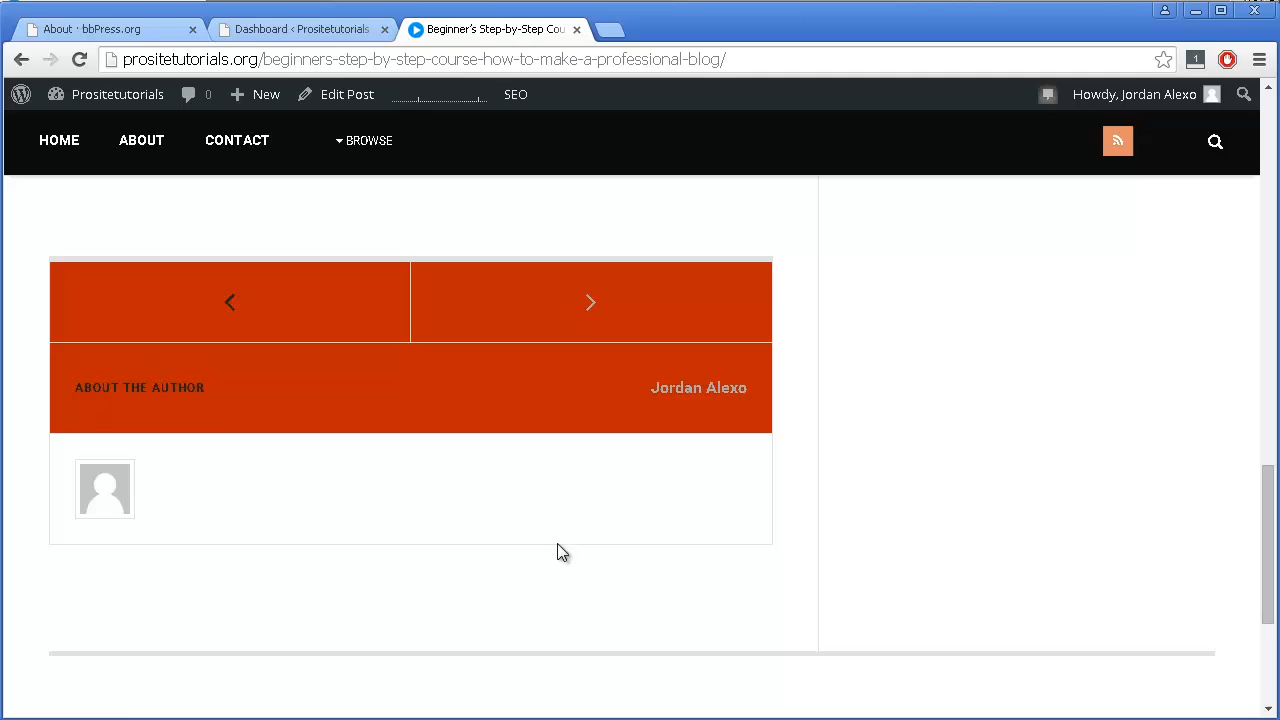 About · bbPress.org
Dashboard ‹ Prositetutorials
Beginner's Step-by-Step Cou
prositetutorials.org/beginners-step-by-step-course-how-to-make-a-professional-blog/
1
Prositetutorials 0 New Edit Post SEO Howdy, Jordan Alexo
HOME ABOUT CONTACT BROWSE
ABOUT THE AUTHOR Jordan Alexo